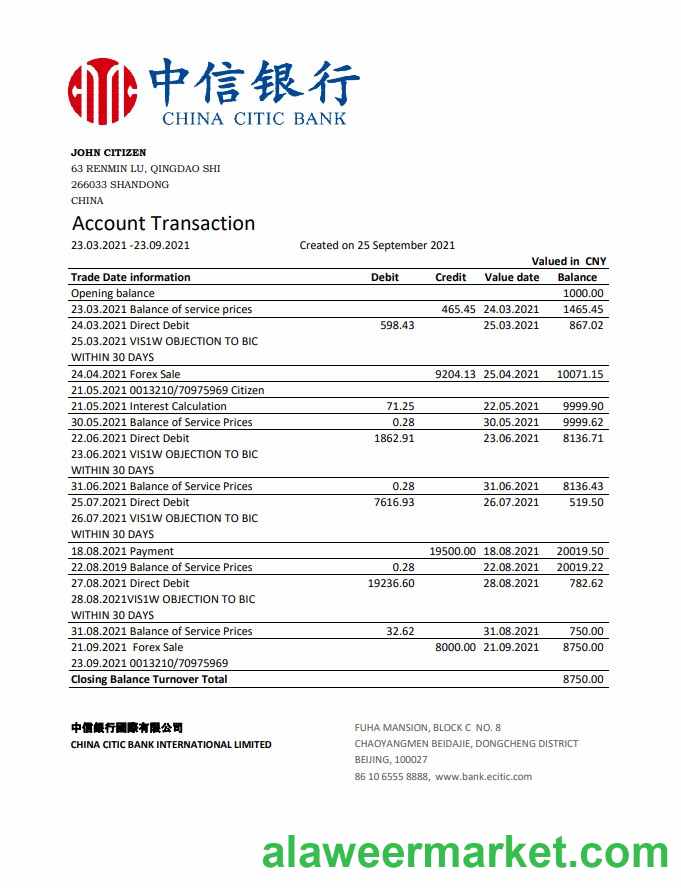 中信银行
CHINA CITIC BANK
JOHN CITIZEN
63 RENMIN LU, QINGDAO SHI
266033 SHANDONG
CHINA
Account Transaction
23.03.2021 -23.09.2021 Created on 25 September 2021
Valued in CNY
Trade Date information Debit Credit Value date Balance
Opening balance 1000.00
23.03.2021 Balance of service prices 465.45 24.03.2021 1465.45
24.03.2021 Direct Debit 598.43 25.03.2021 867.02
25.03.2021 VIS1W OBJECTION TO BIC
WITHIN 30 DAYS
24.04.2021 Forex Sale 9204.13 25.04.2021 10071.15
21.05.2021 0013210/70975969 Citizen
21.05.2021 Interest Calculation 71.25 22.05.2021 9999.90
30.05.2021 Balance of Service Prices 0.28 30.05.2021 9999.62
22.06.2021 Direct Debit 1862.91 23.06.2021 8136.71
23.06.2021 VIS1W OBJECTION TO BIC
WITHIN 30 DAYS
31.06.2021 Balance of Service Prices 0.28 31.06.2021 8136.43
25.07.2021 Direct Debit 7616.93 26.07.2021 519.50
26.07.2021 VIS1W OBJECTION TO BIC
WITHIN 30 DAYS
18.08.2021 Payment 19500.00 18.08.2021 20019.50
22.08.2019 Balance of Service Prices 0.28 22.08.2021 20019.22
27.08.2021 Direct Debit 19236.60 28.08.2021 782.62
28.08.2021VIS1W OBJECTION TO BIC
WITHIN 30 DAYS
31.08.2021 Balance of Service Prices 32.62 31.08.2021 750.00
21.09.2021 Forex Sale 8000.00 21.09.2021 8750.00
23.09.2021 0013210/70975969
Closing Balance Turnover Total 8750.00
中信銀行國際有限公司
CHINA CITIC BANK INTERNATIONAL LIMITED
FUHA MANSION, BLOCK C NO. 8
CHAOYANGMEN BEIDAJIE, DONGCHENG DISTRICT
BEIJING, 100027
86 10 6555 8888, www.bank.ecitic.com
alaweermarket.com